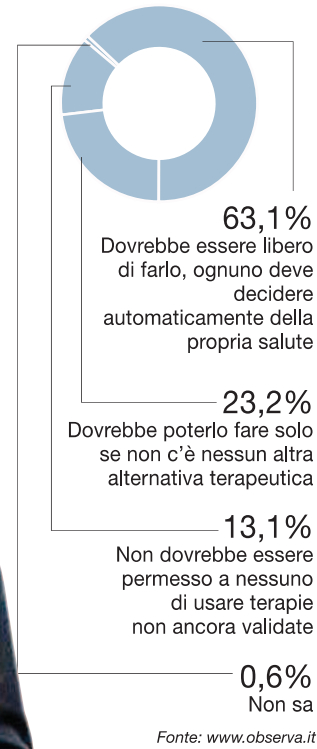 63,1%
Dovrebbe essere libero
di farlo, ognuno deve
decidere
automaticamente della
propria salute
23,2%
Dovrebbe poterlo fare solo
se non c'è nessun altra
alternativa terapeutica
13,1%
Non dovrebbe essere
permesso a nessuno
di usare terapie
non ancora validate
0,6%
Non sa
Fonte: www.observa.it